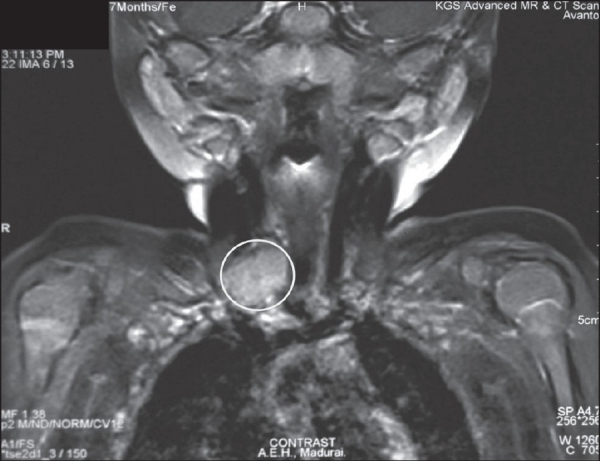 7Months/Fe
H
KGS Advanced MR & CT Scan
Avanto
3:11:13 PM
22 IMA 6 / 13
R
5cm
MF 1.38
p2 M/ND/NORM/CV12
A1/FS
*tse2d1_3 / 150
CONTRAST
A.E.H., Madurai.
SP A4.7
256*256
W 1260
C 705